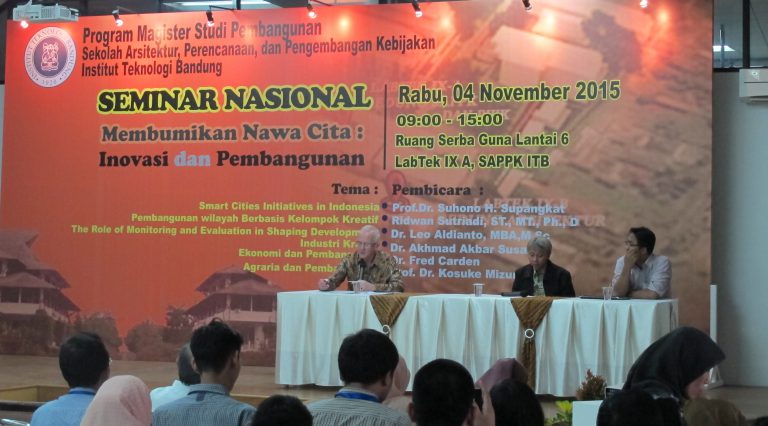 Program Magister Studi Pembangunan
Sekolah Arsitektur, Perencanaan, dan Pengembangan Kebijakan
Institut Teknologi Bandung
SEMINAR NASIONAL
Membumikan Nawa Cita :
Inovasi dan Pembangunan
Rabu, 04 November 2015
09:00 - 15:00
Ruang Serba Guna Lantai 6
LabTek IX A, SAPPK ITB
Tema :
Smart Cities Initiatives in Indonesia
Pembangunan wilayah Berbasis Kelompok Kreatif
The Role of Monitoring and Evaluation in Shaping
Industri
Ekonomi dan
Agraria dan
Pembicara :
Prof.Dr. Suhono H. Supangkat
Ridwan Sutriadi, ST., MT., Ph., D
Dr. Leo Aldianto, MBA,M.Sc
Dr. Akhmad Akbar
Dr. Fred Carden
Prof. Dr. Kosuke
1920